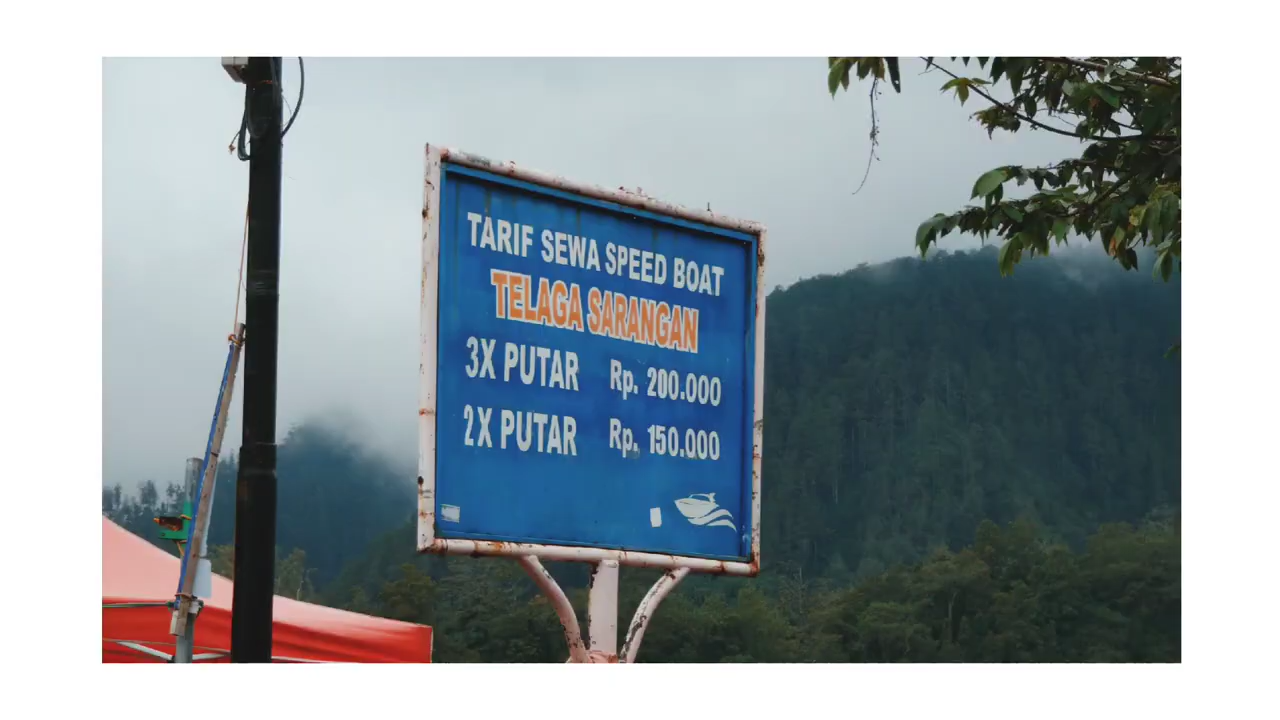 TARIF SEWA SPEED BOAT
TELAGA SARANGAN
3X PUTAR Rp. 200.000
2X PUTAR Rp. 150.000